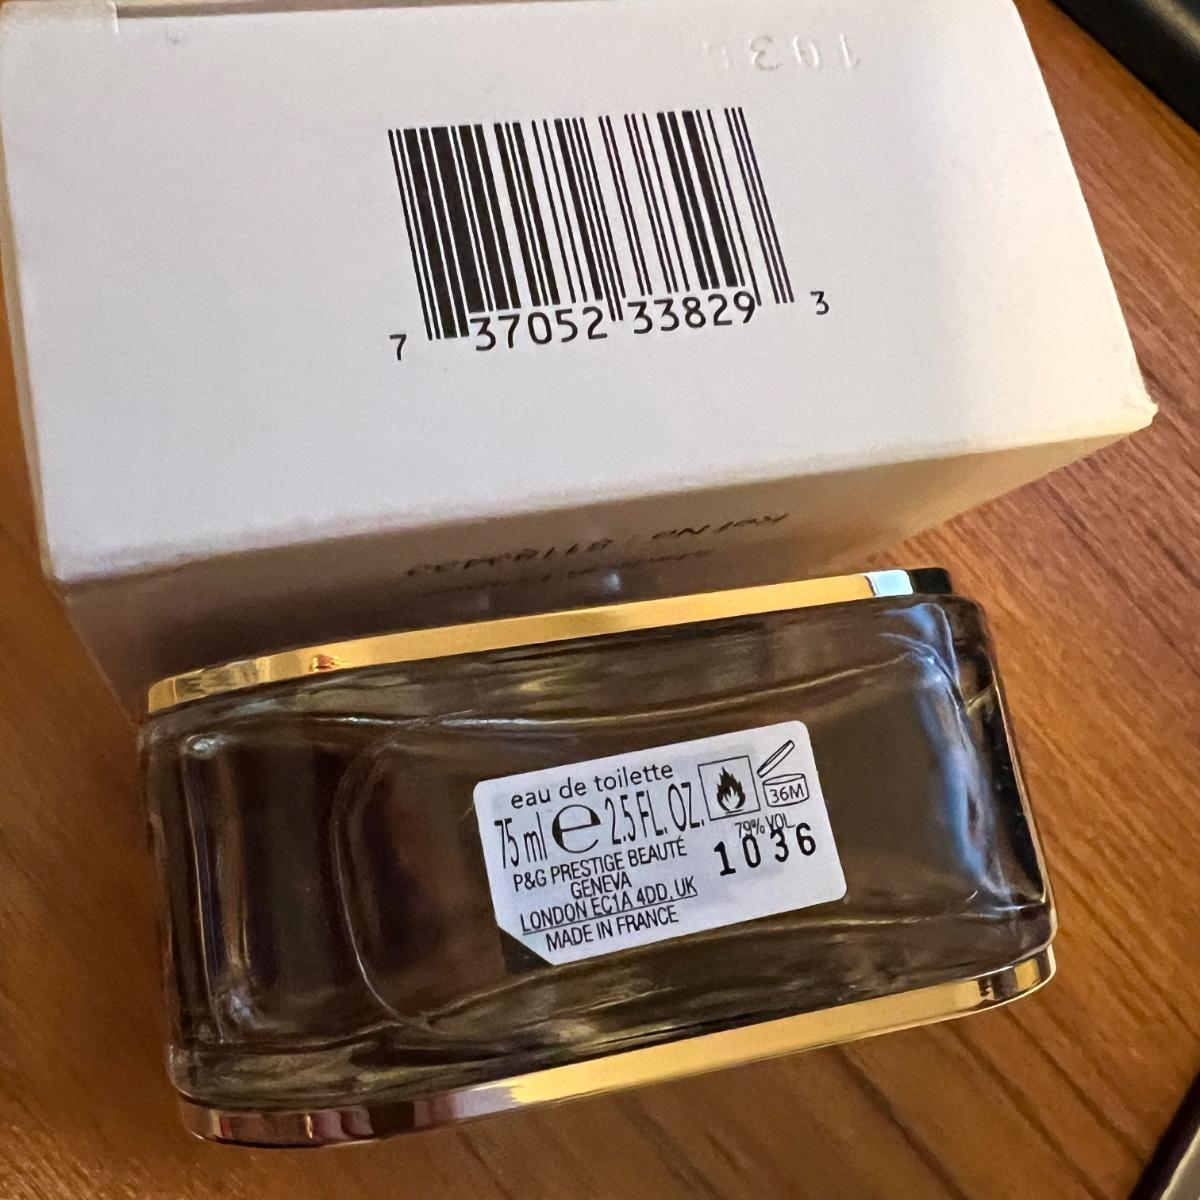 7 37052 33829 3
eau de toilette
75 ml e 2.5 FL. OZ.
36M
79% VOL
1036
P&G PRESTIGE BEAUTÉ
GENEVA
LONDON EC1A 4DD, UK
MADE IN FRANCE